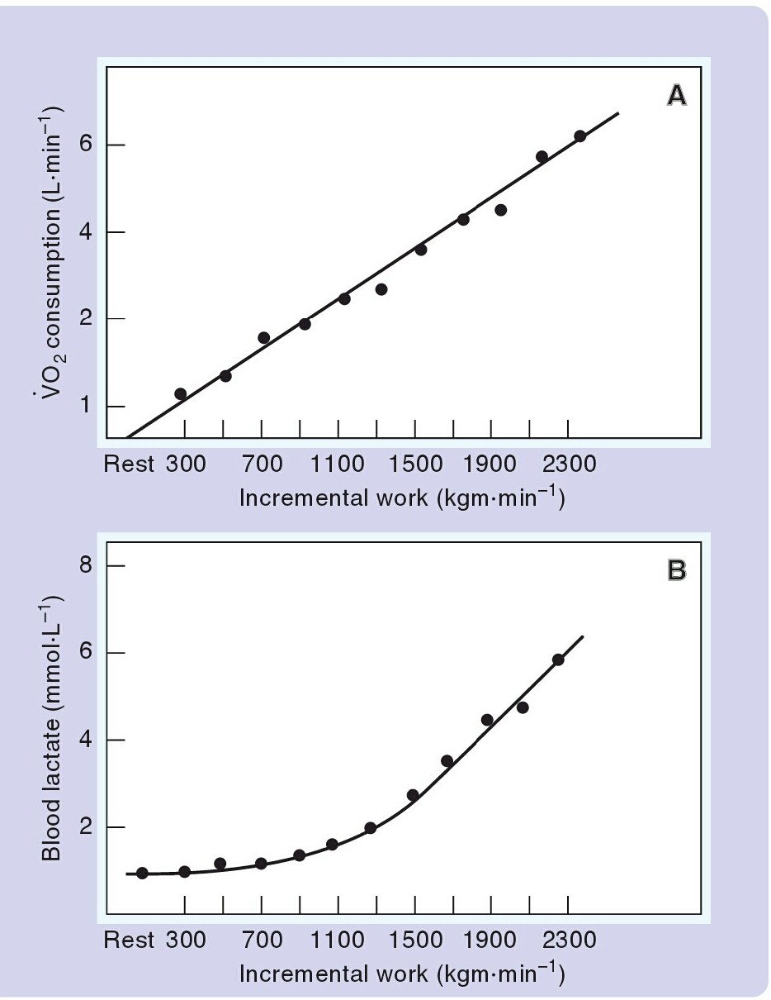 A
V̇O₂ consumption (L·min⁻¹)
6
4
2
1
Rest 300 700 1100 1500 1900 2300
Incremental work (kgm·min⁻¹)
B
Blood lactate (mmol·L⁻¹)
8
6
4
2
Rest 300 700 1100 1500 1900 2300
Incremental work (kgm·min⁻¹)